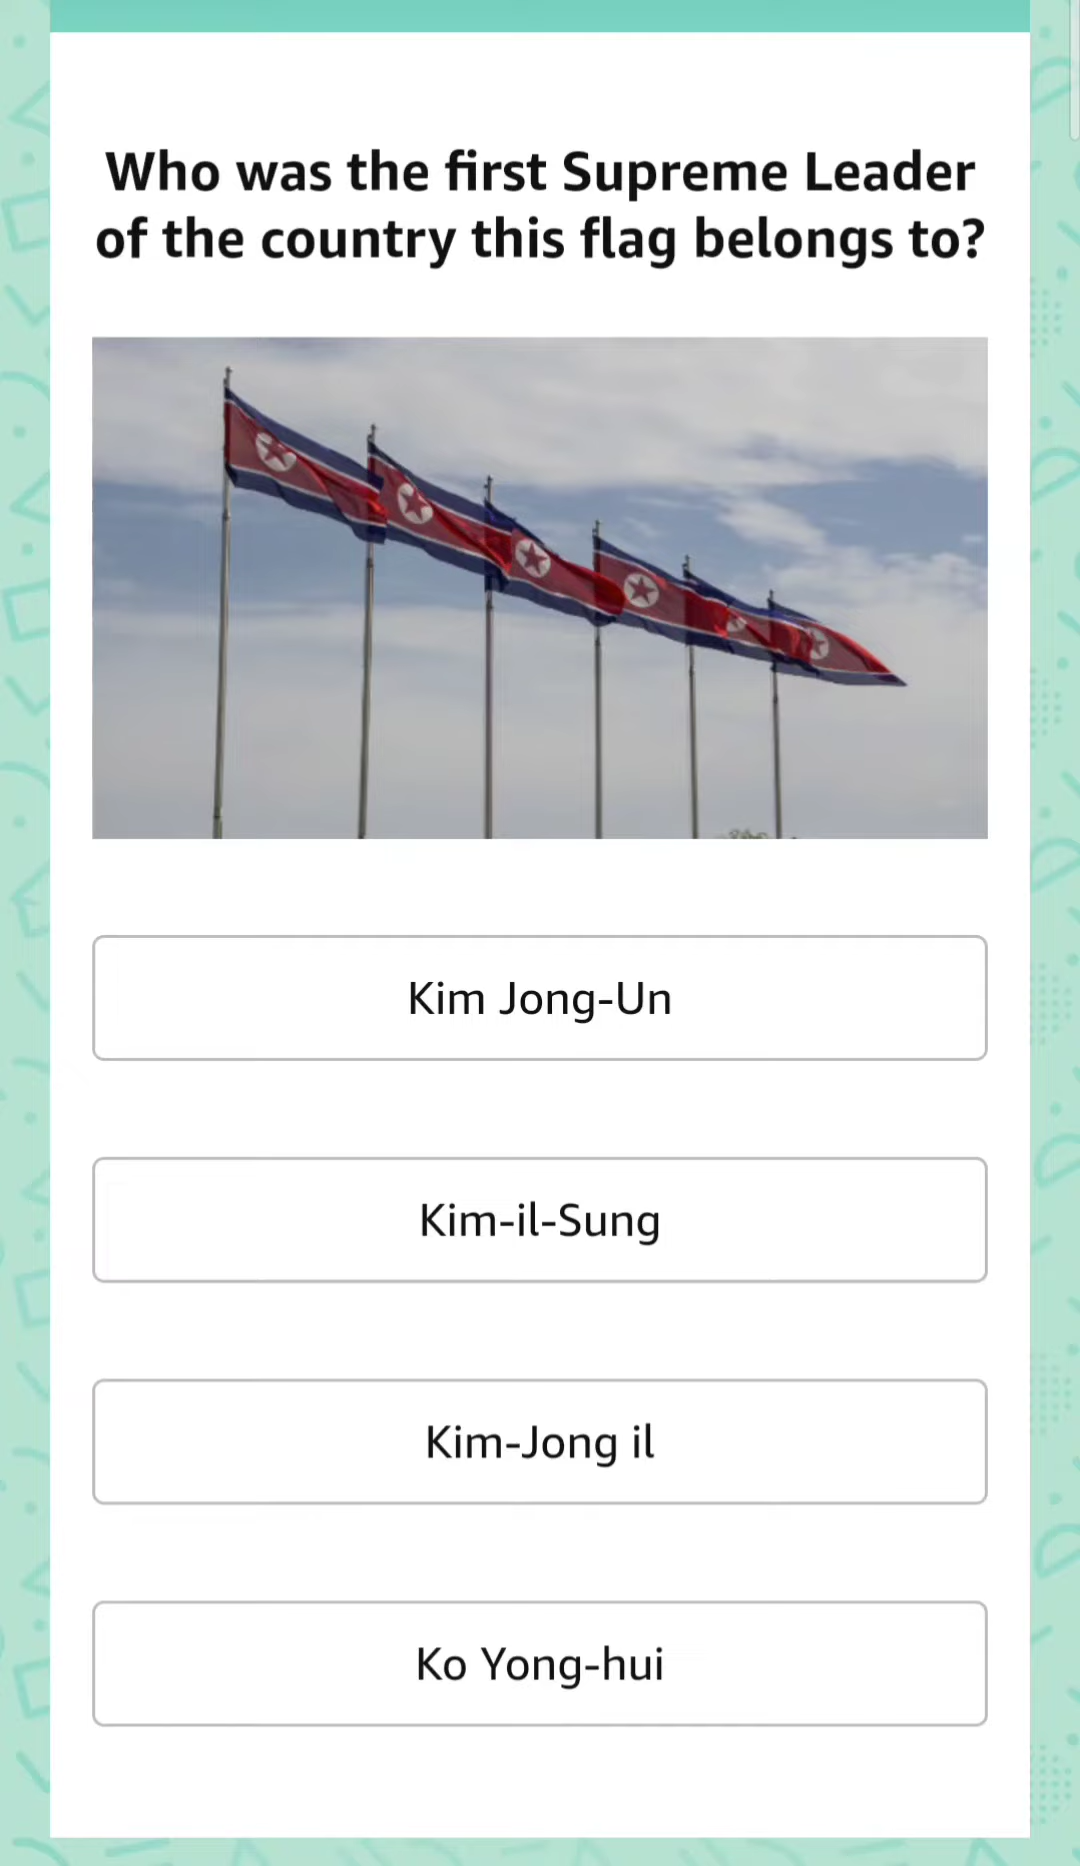 Who was the first Supreme Leader
of the country this flag belongs to?
Kim Jong-Un
Kim-il-Sung
Kim-Jong il
Ko Yong-hui